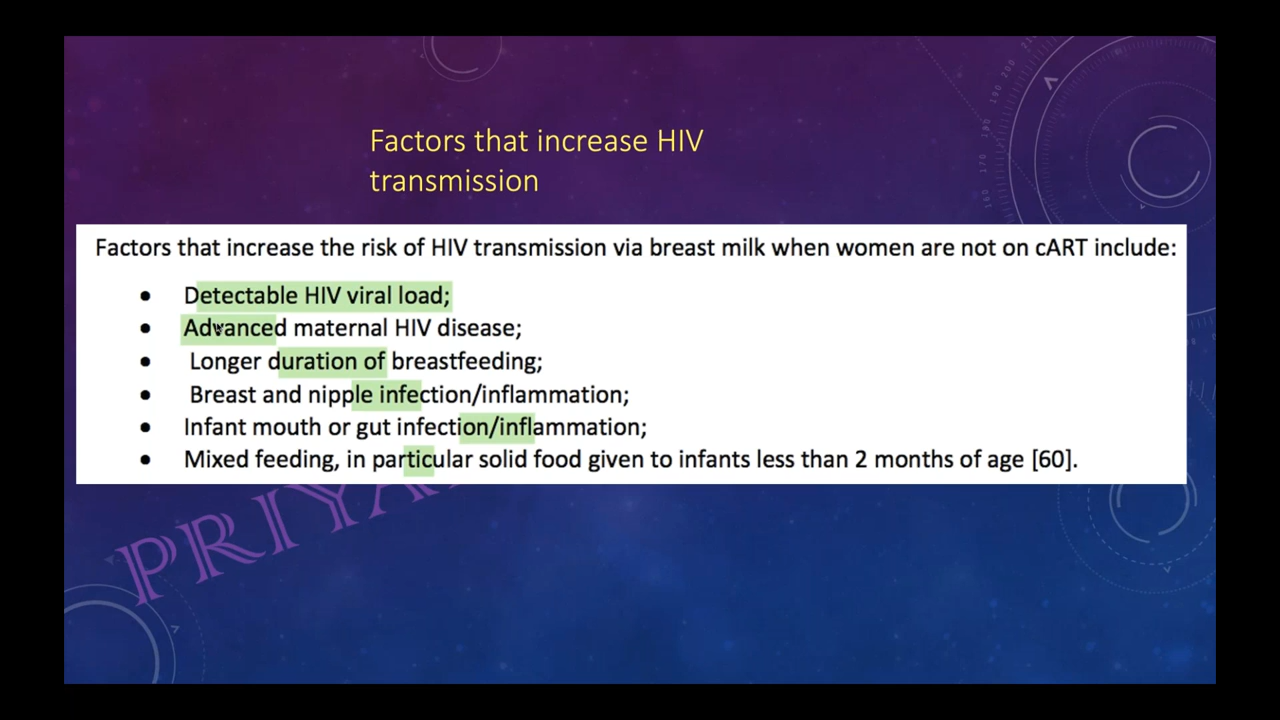 Factors that increase HIV
transmission
Factors that increase the risk of HIV transmission via breast milk when women are not on cART include:
• Detectable HIV viral load;
• Advanced maternal HIV disease;
• Longer duration of breastfeeding;
• Breast and nipple infection/inflammation;
• Infant mouth or gut infection/inflammation;
• Mixed feeding, in particular solid food given to infants less than 2 months of age [60].